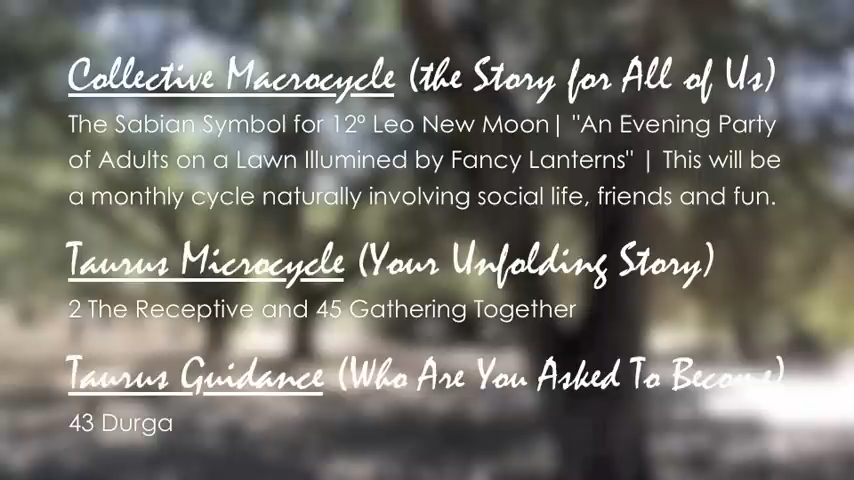 Collective Macrocycle (the Story for All of Us)
The Sabian Symbol for 12º Leo New Moon| "An Evening Party
of Adults on a Lawn Illumined by Fancy Lanterns" | This will be
a monthly cycle naturally involving social life, friends and fun.
Taurus Microcycle (Your Unfolding Story)
2 The Receptive and 45 Gathering Together
Taurus Guidance (Who Are You Asked To Become)
43 Durga